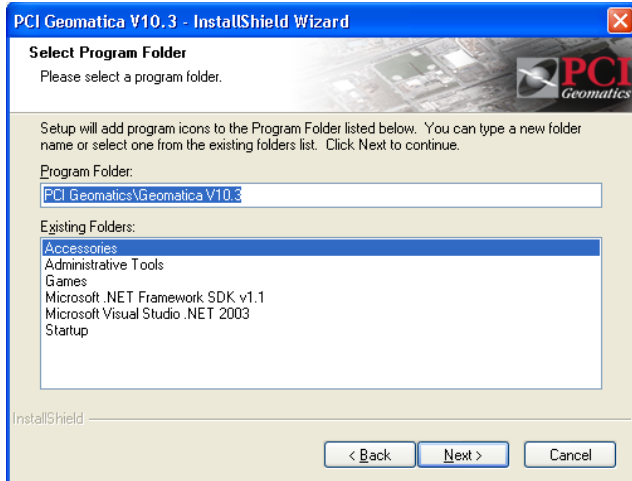 PCI Geomatica V10.3 - InstallShield Wizard
Select Program Folder
Please select a program folder.
PCI
Geomatics
Setup will add program icons to the Program Folder listed below. You can type a new folder
name or select one from the existing folders list. Click Next to continue.
Program Folder:
PCI Geomatics\Geomatica V10.3
Existing Folders:
Accessories
Administrative Tools
Games
Microsoft .NET Framework SDK v1.1
Microsoft Visual Studio .NET 2003
Startup
InstallShield
< Back Next > Cancel